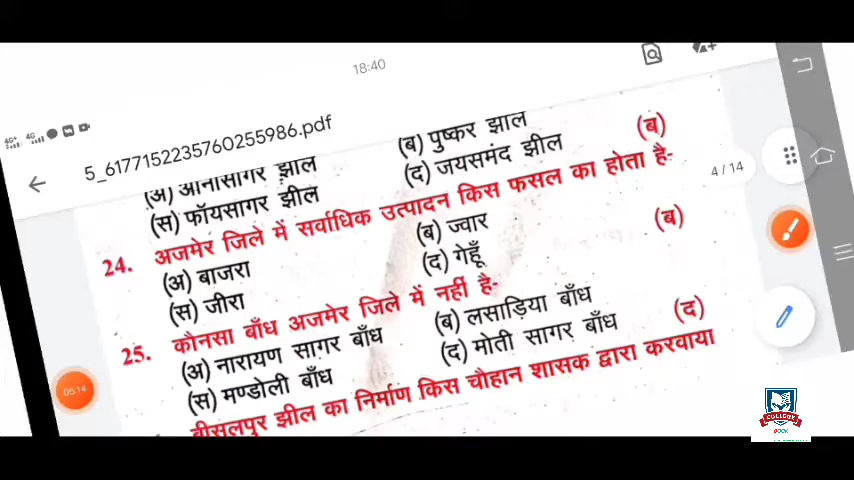 18:40
5_6177152235760255986.pdf
4 / 14
(अ) आनासागर झील (ब) पुष्कर झील
(स) फॉयसागर झील (द) जयसमंद झील (ब)
24. अजमेर जिले में सर्वाधिक उत्पादन किस फसल का होता है-
(अ) बाजरा (ब) ज्वार
(स) जीरा (द) गेहूँ (ब)
25. कौनसा बाँध अजमेर जिले में नहीं है-
(अ) नारायण सागर बाँध (ब) लसाड़िया बाँध
(स) मण्डोली बाँध (द) मोती सागर बाँध (द)
बीसलपुर झील का निर्माण किस चौहान शासक द्वारा करवाया
05:14